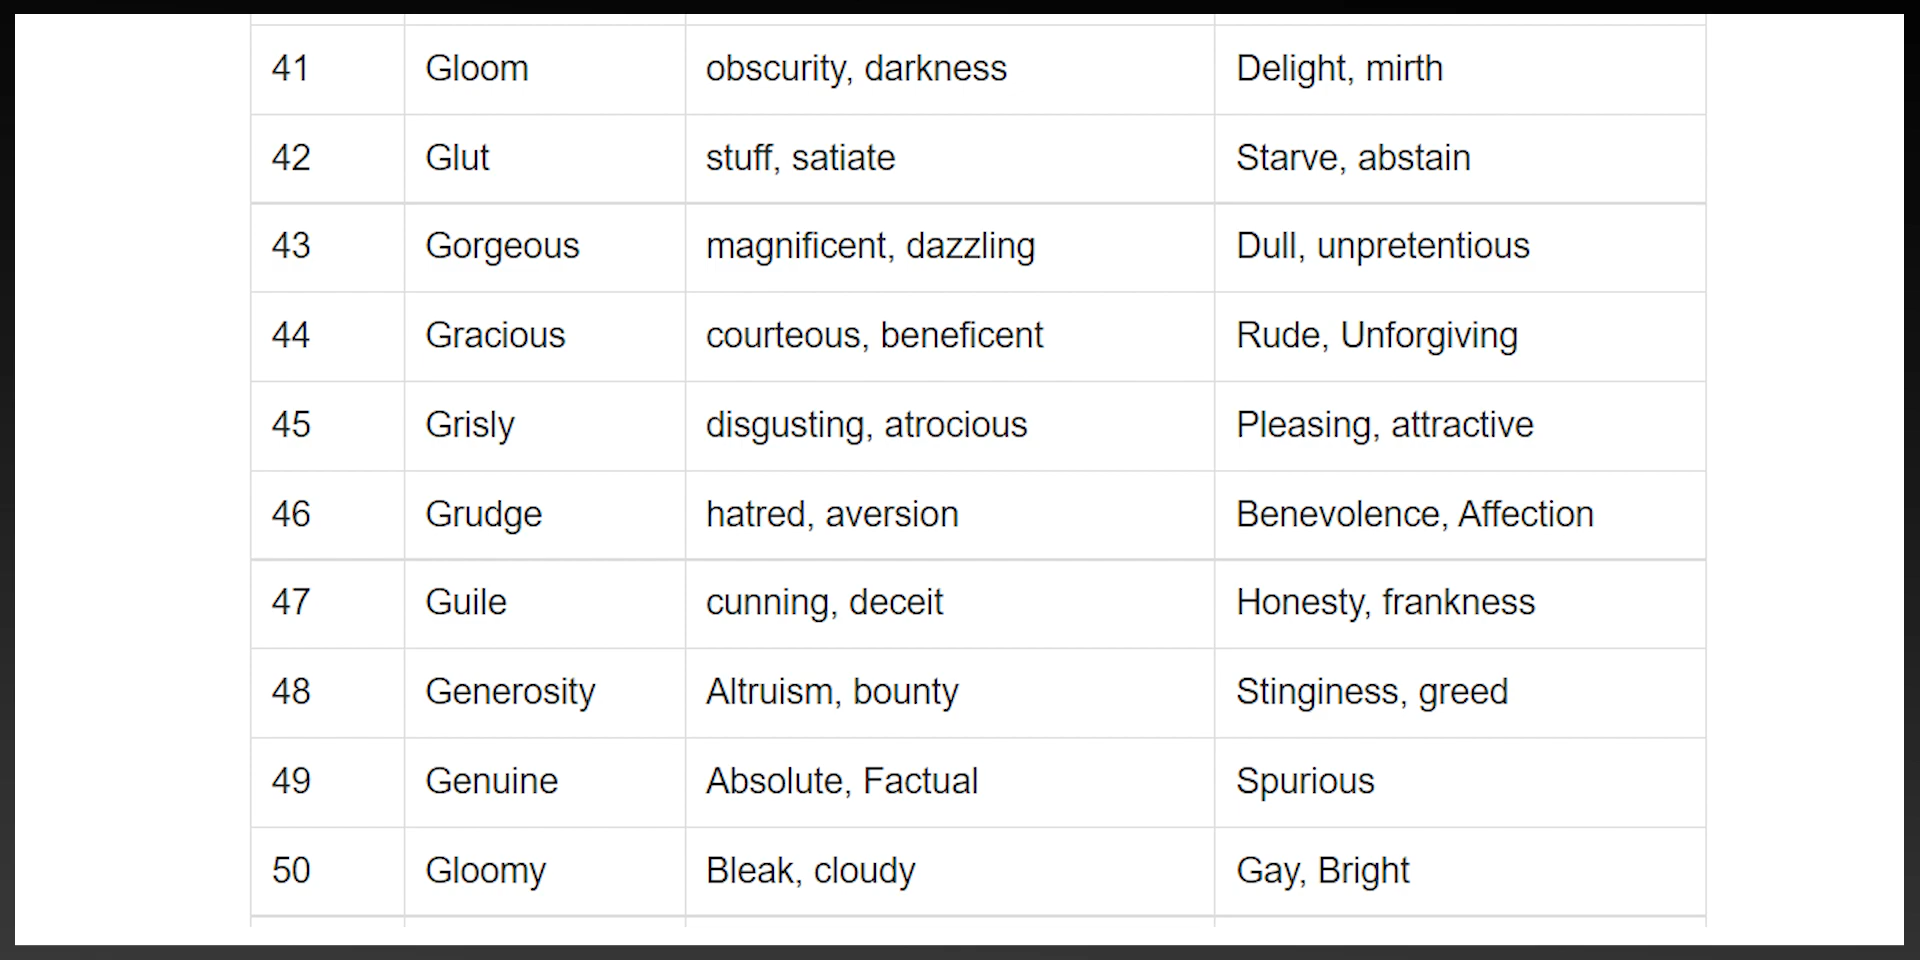 41 Gloom obscurity, darkness Delight, mirth
42 Glut stuff, satiate Starve, abstain
43 Gorgeous magnificent, dazzling Dull, unpretentious
44 Gracious courteous, beneficent Rude, Unforgiving
45 Grisly disgusting, atrocious Pleasing, attractive
46 Grudge hatred, aversion Benevolence, Affection
47 Guile cunning, deceit Honesty, frankness
48 Generosity Altruism, bounty Stinginess, greed
49 Genuine Absolute, Factual Spurious
50 Gloomy Bleak, cloudy Gay, Bright